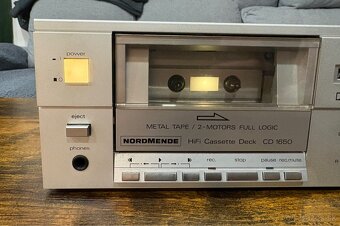 power
eject
phones
METAL TAPE / 2-MOTORS FULL LOGIC
NORDMENDE HiFi Cassette Deck CD 1650
rec. stop pause rec.mute